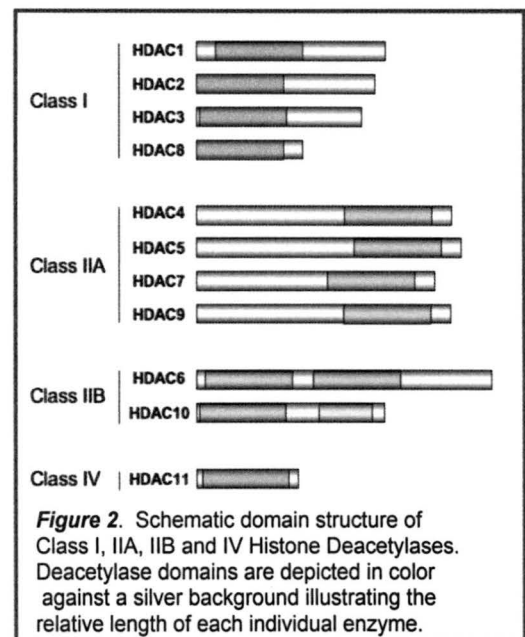 HDAC1
HDAC2
Class I
HDAC3
HDAC8
HDAC4
HDAC5
Class IIA
HDAC7
HDAC9
HDAC6
Class IIB
HDAC10
Class IV HDAC11
Figure 2. Schematic domain structure of
Class I, IIA, IIB and IV Histone Deacetylases.
Deacetylase domains are depicted in color
against a silver background illustrating the
relative length of each individual enzyme.